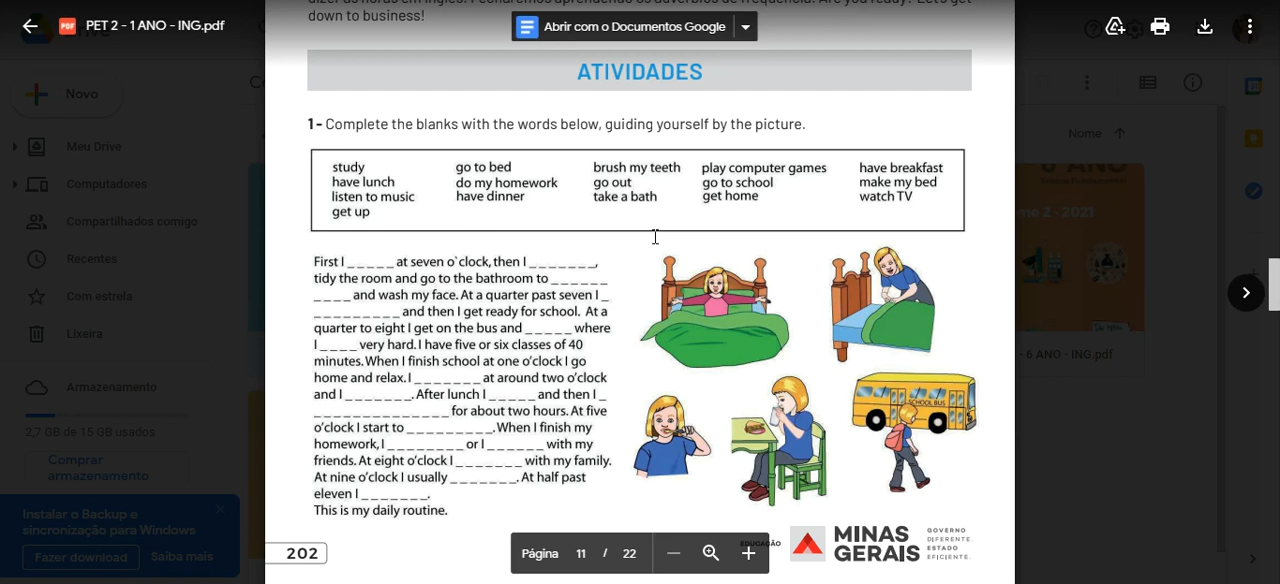 PET 2 - 1 ANO - ING.pdf
Abrir com o Documentos Google
down to business!
ATIVIDADES
1 - Complete the blanks with the words below, guiding yourself by the picture.
study go to bed brush my teeth play computer games have breakfast
have lunch do my homework go out go to school make my bed
listen to music have dinner take a bath get home watch TV
get up
First I _ _ _ _ _ at seven o`clock, then I _ _ _ _ _ _ _,
tidy the room and go to the bathroom to _ _ _ _ _ _
_ _ _ _ and wash my face. At a quarter past seven I _
_ _ _ _ _ _ _ _ _ and then I get ready for school. At a
quarter to eight I get on the bus and _ _ _ _ _ where
I _ _ _ _ very hard. I have five or six classes of 40
minutes. When I finish school at one o'clock I go
home and relax. I _ _ _ _ _ _ _ at around two o'clock
and I _ _ _ _ _ _ _. After lunch I _ _ _ _ _ and then I _
_ _ _ _ _ _ _ _ _ _ _ _ _ _ for about two hours. At five
o'clock I start to _ _ _ _ _ _ _ _ _. When I finish my
homework, I _ _ _ _ _ _ _ _ or I _ _ _ _ _ _ with my
friends. At eight o'clock I _ _ _ _ _ _ _ with my family.
At nine o'clock I usually _ _ _ _ _ _ _. At half past
eleven I _ _ _ _ _ _ _.
This is my daily routine.
SCHOOL BUS
202
EDUCAÇÃO
MINAS GERAIS
GOVERNO
DIFERENTE.
ESTADO
EFICIENTE.
Página 11 / 22
Novo
Meu Drive
Computadores
Compartilhados comigo
Recentes
Com estrela
Lixeira
Armazenamento
2,7 GB de 15 GB usados
Comprar
armazenamento
Instalar o Backup e
sincronização para Windows
Fazer download Saiba mais
Nome
6 ANO
me 2 - 2021
- 6 ANO - ING.pdf